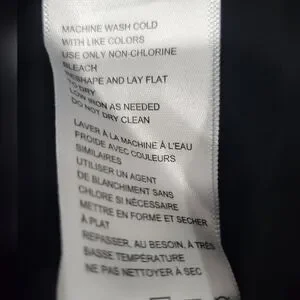 MACHINE WASH COLD
WITH LIKE COLORS
USE ONLY NON-CHLORINE
BLEACH
RESHAPE AND LAY FLAT
TO DRY
LOW IRON AS NEEDED
DO NOT DRY CLEAN
LAVER À LA MACHINE À L'EAU
FROIDE AVEC COULEURS
SIMILAIRES
UTILISER UN AGENT
DE BLANCHIMENT SANS
CHLORE SI NÉCESSAIRE
METTRE EN FORME ET SECHER
À PLAT
REPASSER, AU BESOIN, À TRÈS
BASSE TEMPÉRATURE
NE PAS NETTOYER À SEC